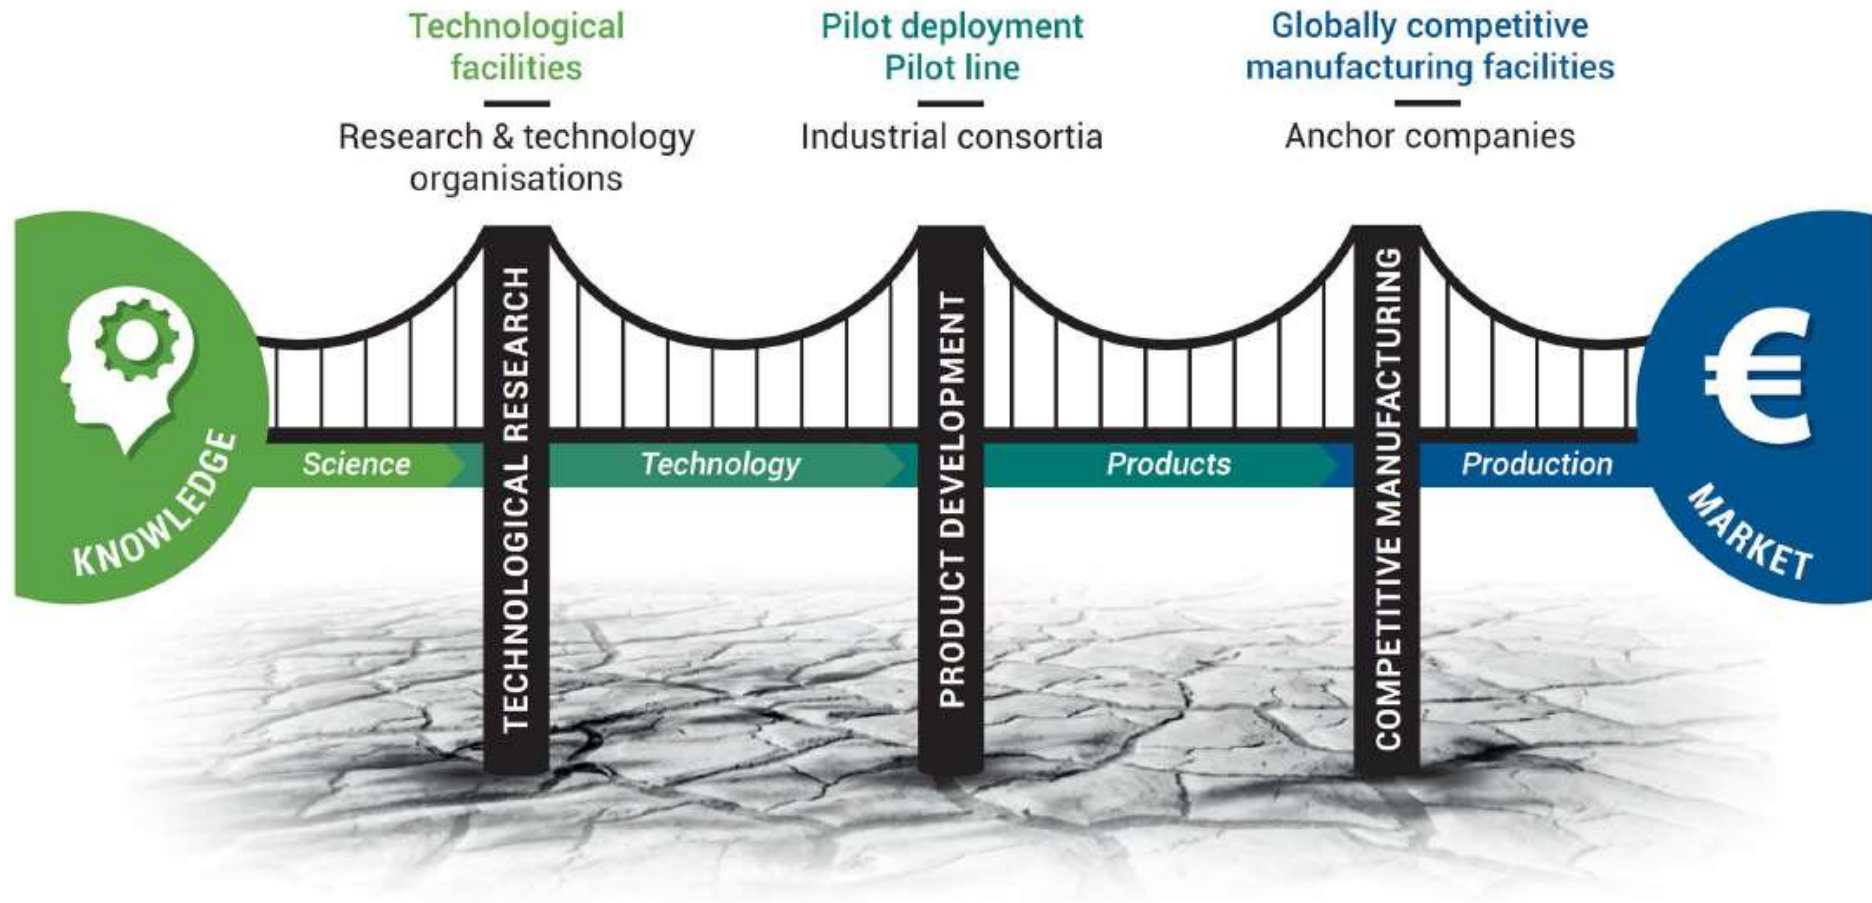 Technological
facilities
Research & technology
organisations
Pilot deployment
Pilot line
Industrial consortia
Globally competitive
manufacturing facilities
Anchor companies
KNOWLEDGE
Science
TECHNOLOGICAL RESEARCH
Technology
PRODUCT DEVELOPMENT
Products
COMPETITIVE MANUFACTURING
Production
€
MARKET